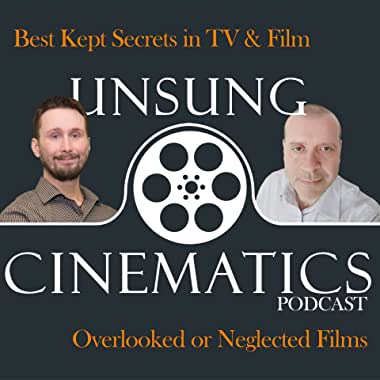 Best Kept Secrets in TV & Film
UNSUNG
CINEMATICS
PODCAST
Overlooked or Neglected Films